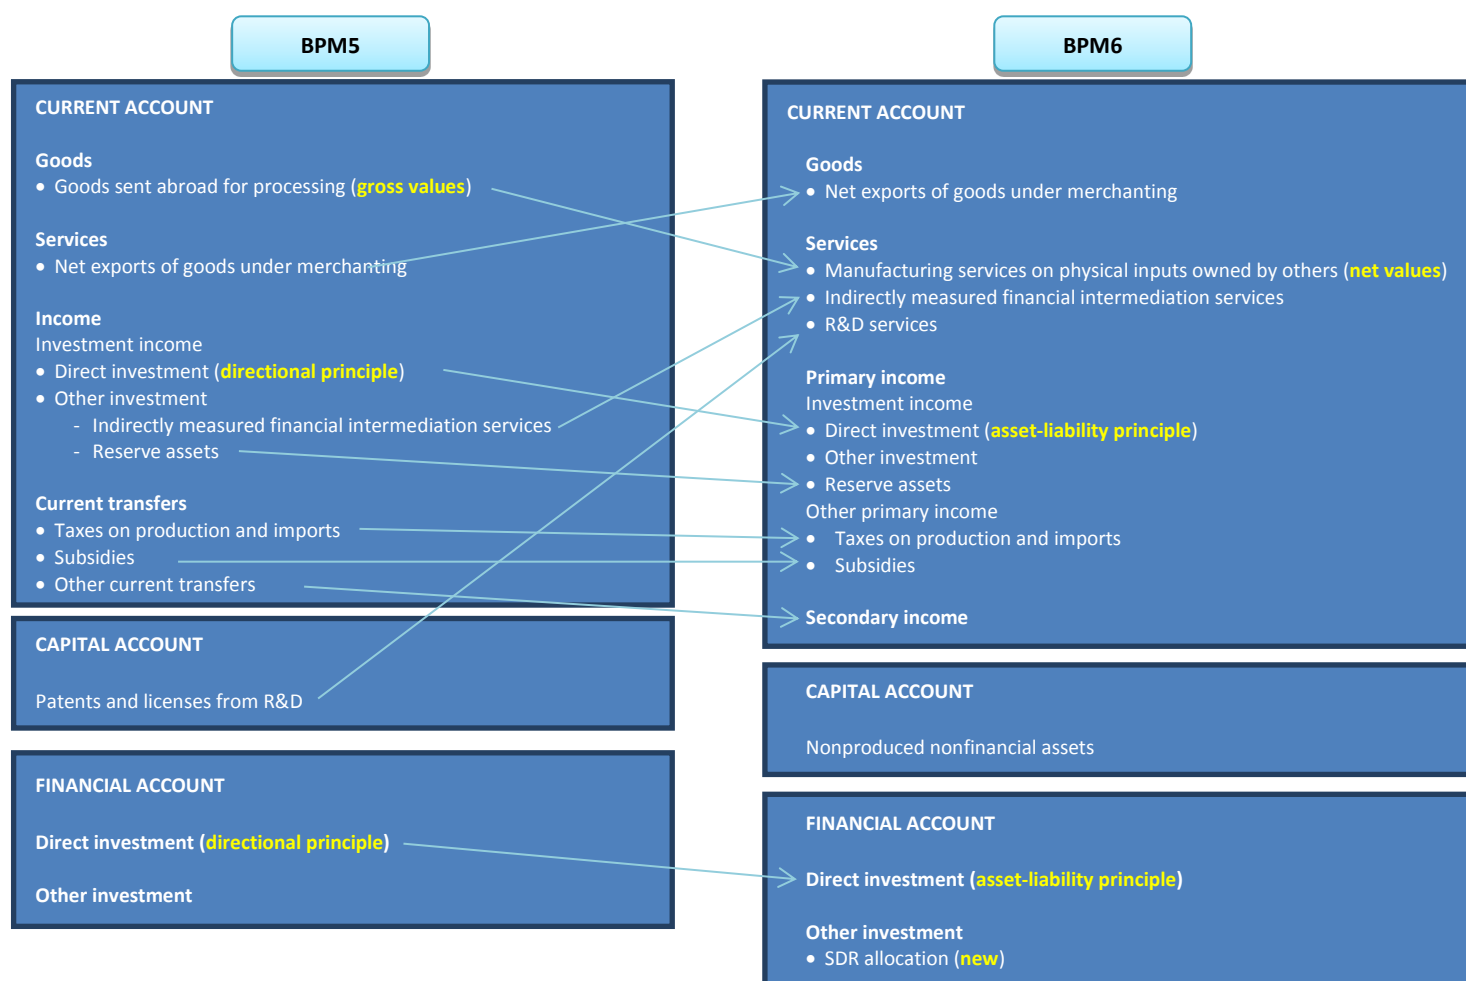 BPM5
CURRENT ACCOUNT
Goods
• Goods sent abroad for processing (gross values)
Services
• Net exports of goods under merchanting
Income
Investment income
• Direct investment (directional principle)
• Other investment
- Indirectly measured financial intermediation services
- Reserve assets
Current transfers
• Taxes on production and imports
• Subsidies
• Other current transfers
CAPITAL ACCOUNT
Patents and licenses from R&D
FINANCIAL ACCOUNT
Direct investment (directional principle)
Other investment
BPM6
CURRENT ACCOUNT
Goods
• Net exports of goods under merchanting
Services
• Manufacturing services on physical inputs owned by others (net values)
• Indirectly measured financial intermediation services
• R&D services
Primary income
Investment income
• Direct investment (asset-liability principle)
• Other investment
• Reserve assets
Other primary income
• Taxes on production and imports
• Subsidies
Secondary income
CAPITAL ACCOUNT
Nonproduced nonfinancial assets
FINANCIAL ACCOUNT
Direct investment (asset-liability principle)
Other investment
• SDR allocation (new)